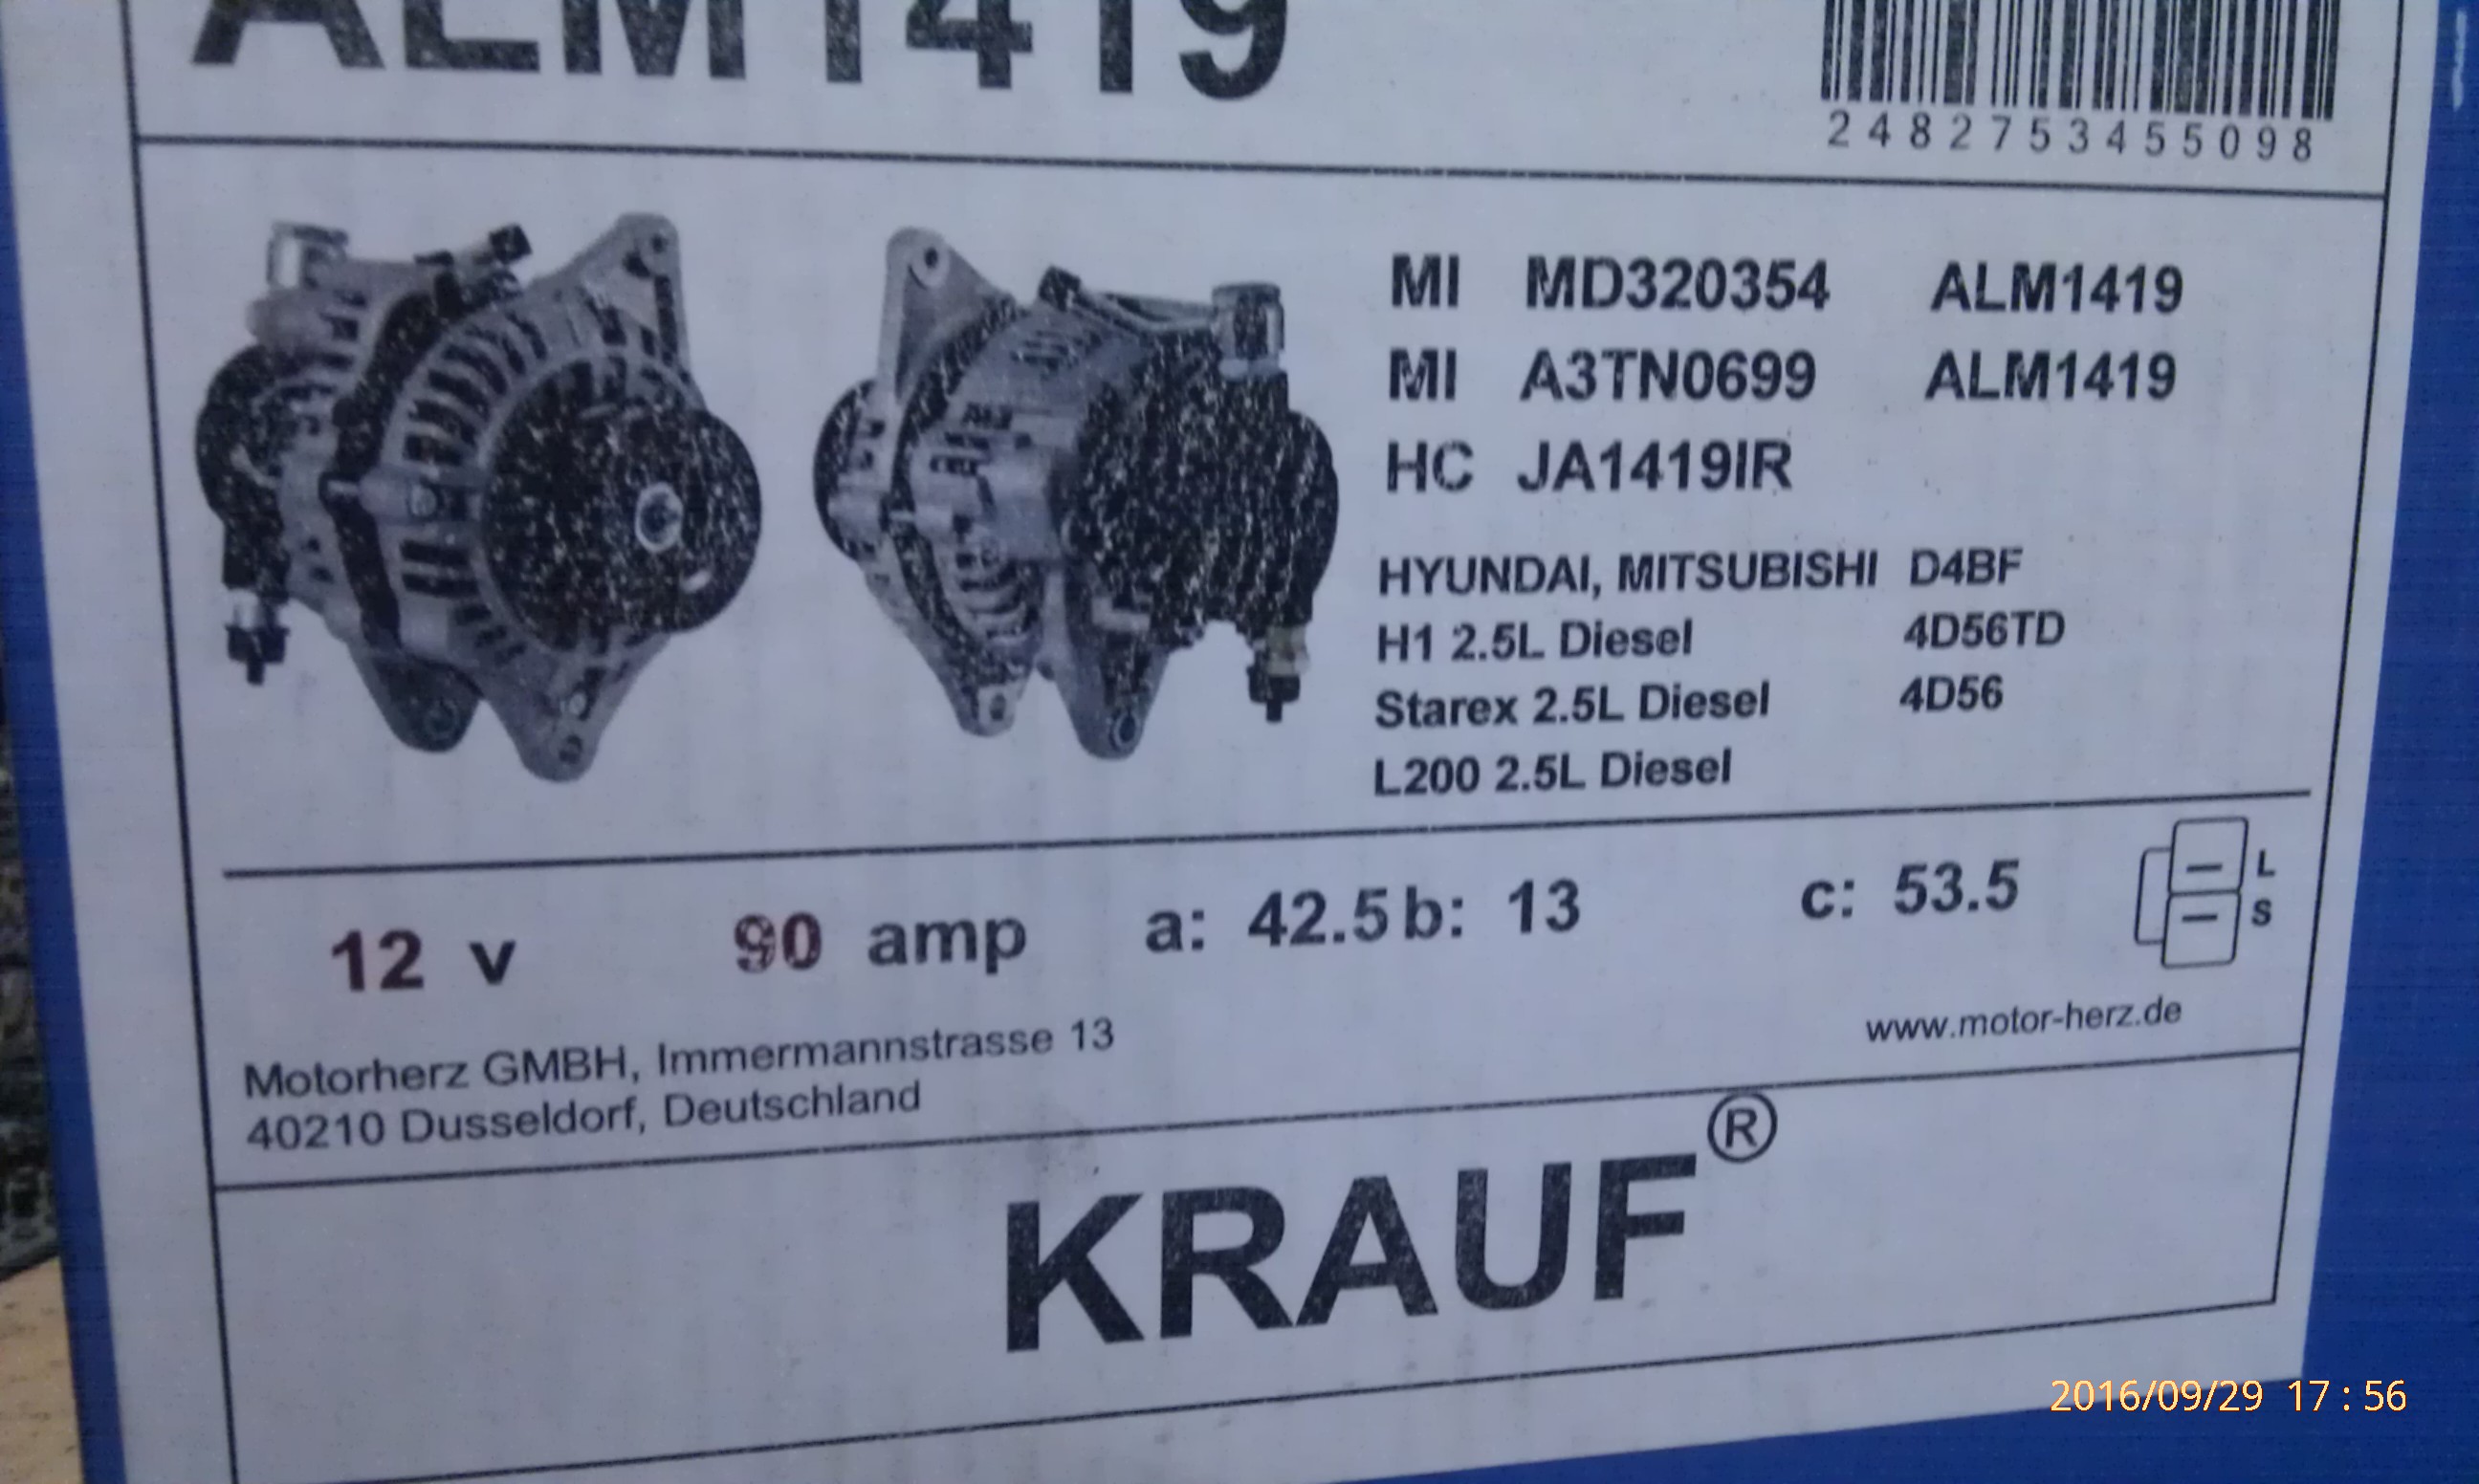 ALM1419
2482753455098
MI MD320354 ALM1419
MI A3TN0699 ALM1419
HC JA1419IR
HYUNDAI, MITSUBISHI D4BF
H1 2.5L Diesel 4D56TD
Starex 2.5L Diesel 4D56
L200 2.5L Diesel
12 v 90 amp a: 42.5 b: 13 c: 53.5
L
S
www.motor-herz.de
Motorherz GMBH, Immermannstrasse 13
40210 Dusseldorf, Deutschland
KRAUF®
2016/09/29 17:56